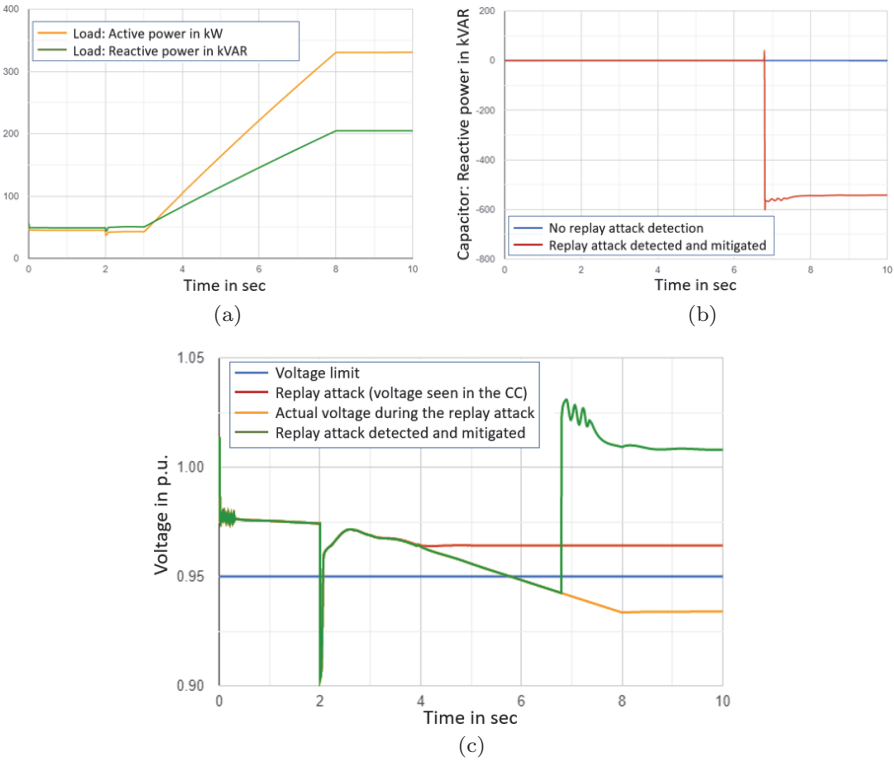 400
300
200
100
0
Load: Active power in kW
Load: Reactive power in kVAR
0 2 4 6 8 10
Time in sec
(a)
Capacitor: Reactive power in kVAR
200
0
-200
-400
-600
-800
No replay attack detection
Replay attack detected and mitigated
0 2 4 6 8 10
Time in sec
(b)
Voltage in p.u.
1.05
1.00
0.95
0.90
Voltage limit
Replay attack (voltage seen in the CC)
Actual voltage during the replay attack
Replay attack detected and mitigated
0 2 4 6 8 10
Time in sec
(c)